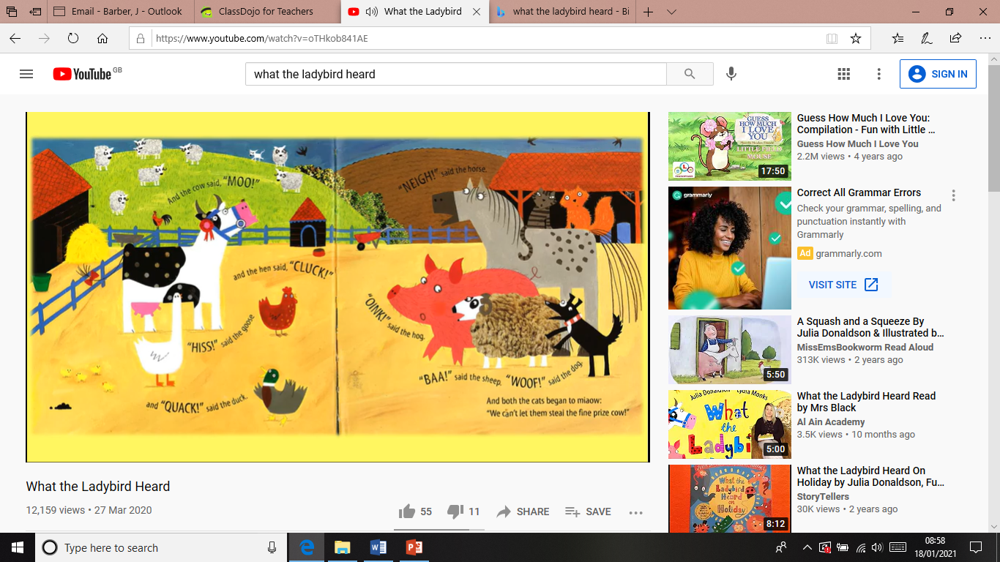 Email - Barber, J - Outlook
ClassDojo for Teachers
What the Ladybird
what the ladybird heard - Bi
https://www.youtube.com/watch?v=oTHkob841AE
YouTube GB
what the ladybird heard
SIGN IN
And the cow said, "MOO!"
"NEIGH!" said the horse.
and the hen said, "CLUCK!"
"OINK!" said the hog.
"HISS!" said the goose
"BAA!" said the sheep. "WOOF!" said the dog.
and "QUACK!" said the duck.
And both the cats began to miaow:
"We can't let them steal the fine prize cow!"
What the Ladybird Heard
12,159 views • 27 Mar 2020
55
11
SHARE
SAVE
GUESS HOW MUCH I LOVE YOU
LITTLE FIELD MOUSE
17:50
Guess How Much I Love You:
Compilation - Fun with Little ...
Guess How Much I Love You
2.2M views • 4 years ago
grammarly
Correct All Grammar Errors
Check your grammar, spelling, and
punctuation instantly with
Grammarly
Ad grammarly.com
VISIT SITE
5:50
A Squash and a Squeeze By
Julia Donaldson & Illustrated b...
MissEmsBookworm Read Aloud
313K views • 2 years ago
Julia Donaldson Lydia Monks
What
the
Ladybi
5:00
What the Ladybird Heard Read
by Mrs Black
Al Ain Academy
3.5K views • 10 months ago
What the
Ladybird
Heard on
Holiday
8:12
What the Ladybird Heard On
Holiday by Julia Donaldson, Fu...
StoryTellers
30K views • 2 years ago
Type here to search
08:58
18/01/2021